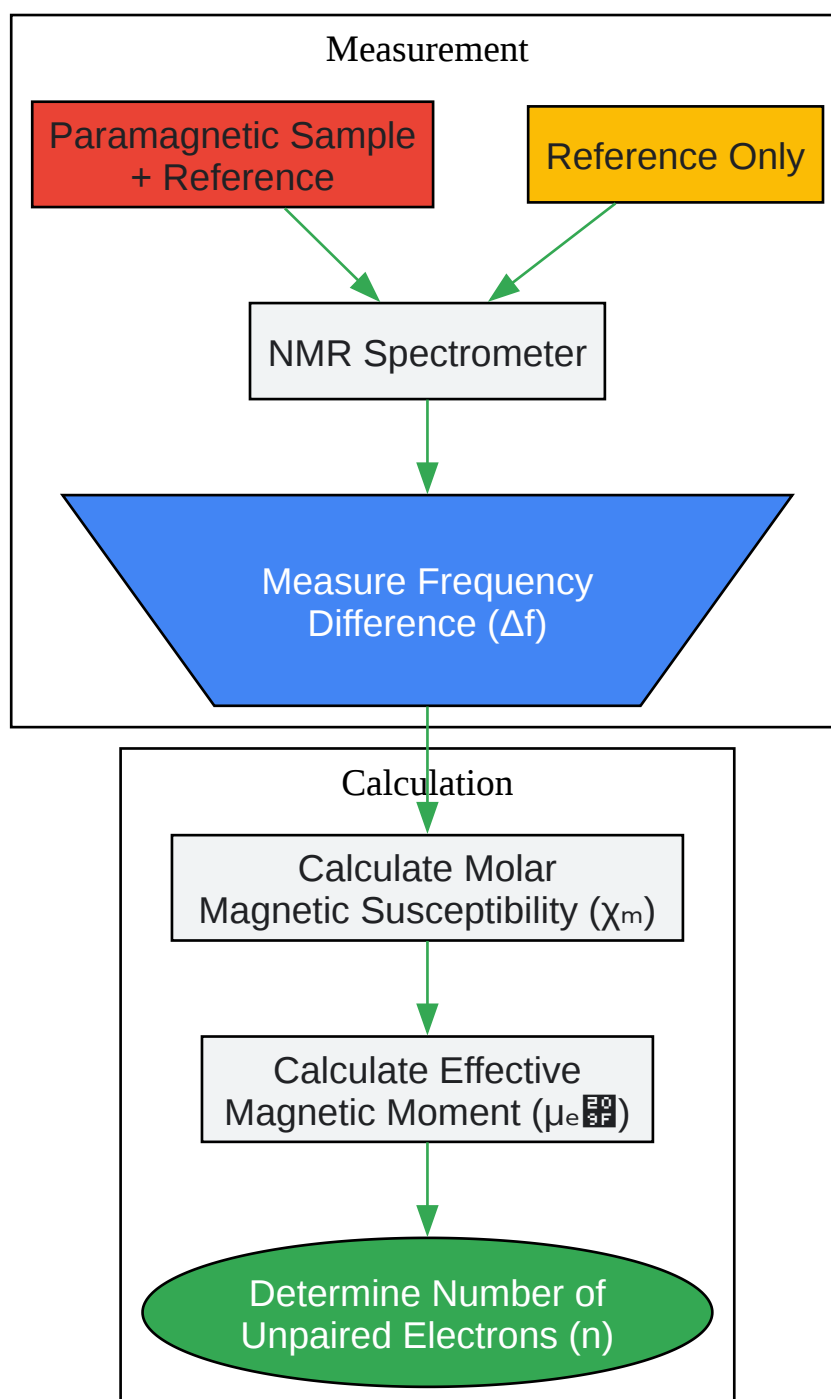 Measurement
Paramagnetic Sample
+ Reference
Reference Only
NMR Spectrometer
Measure Frequency
Difference (Δf)
Calculation
Calculate Molar
Magnetic Susceptibility (χₘ)
Calculate Effective
Magnetic Moment (μₑ)
Determine Number of
Unpaired Electrons (n)